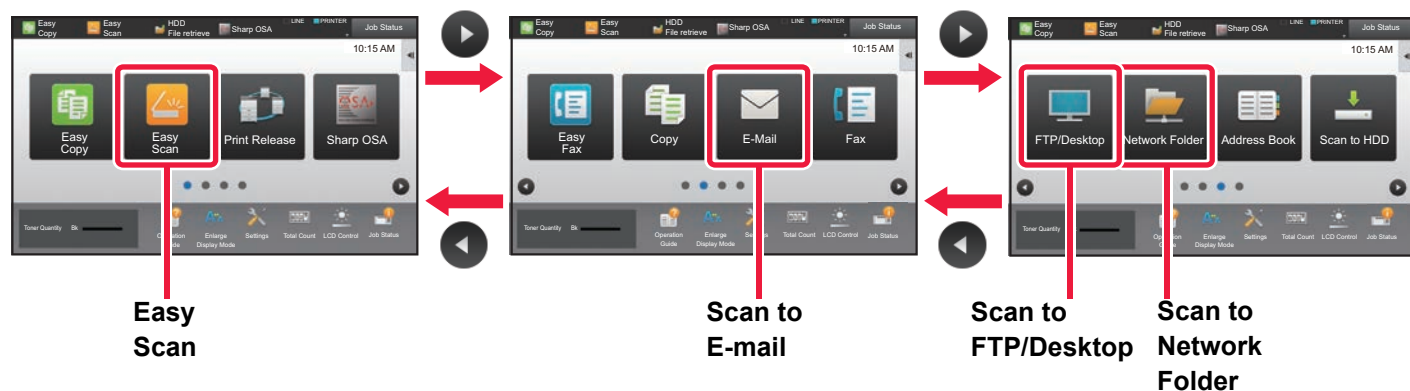 Easy
Copy
Easy
Scan
HDD
File retrieve
Sharp OSA
LINE
PRINTER
Job Status
10:15 AM
Easy
Copy
Easy
Scan
Print Release
Sharp OSA
Toner Quantity
Bk
Enlarge
Display Mode
Settings
Total Count
LCD Control
Job Status
Easy
Scan
Easy
Copy
Easy
Scan
HDD
File retrieve
Sharp OSA
LINE
PRINTER
Job Status
10:15 AM
Easy
Fax
Copy
E-Mail
Fax
Toner Quantity
Bk
Operation
Guide
Enlarge
Display Mode
Total Count
LCD Control
Job Status
Scan to
E-mail
Easy
Copy
Easy
Scan
HDD
File retrieve
Sharp OSA
LINE
PRINTER
Job Status
10:15 AM
FTP/Desktop
Network Folder
Address Book
Scan to HDD
Toner Quantity
Enlarge
Display Mode
Settings
Total Count
LCD Control
Job Status
Scan to
FTP/Desktop
Scan to
Network
Folder